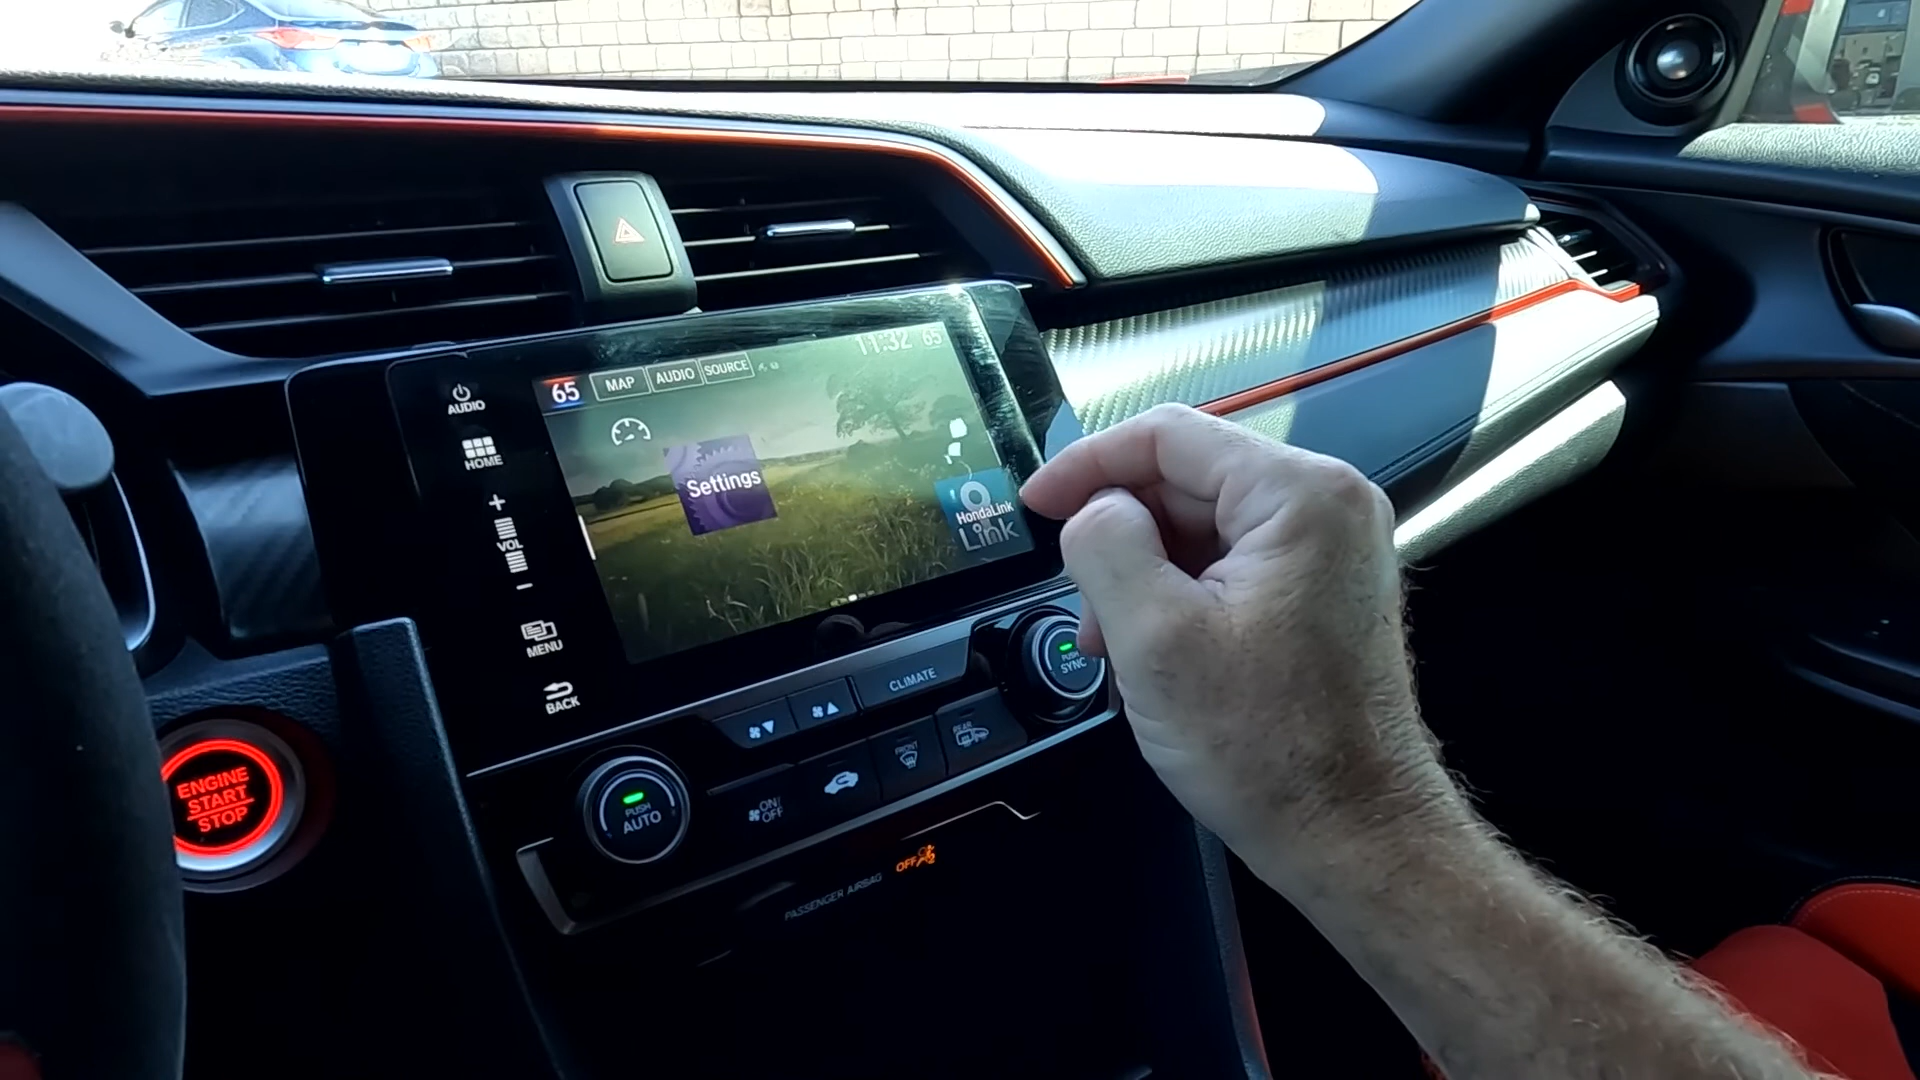 11:32 65
65 MAP AUDIO SOURCE
AUDIO
HOME
Settings
HondaLink
Link
+
VOL
-
MENU
BACK
CLIMATE
PUSH
SYNC
FRONT
REAR
ON/
OFF
PUSH
AUTO
ENGINE
START
STOP
PASSENGER AIRBAG
OFF